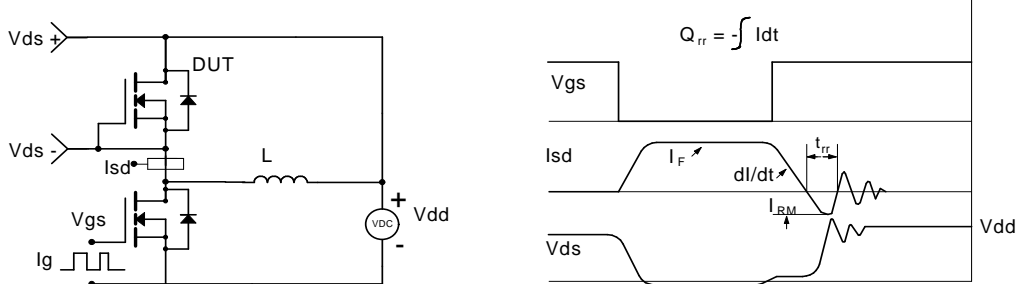 Vds +
DUT
Vds -
Isd
L
Vgs
+
VDC
-
Vdd
Ig
Q rr = - ∫ Idt
Vgs
Isd
I F
dI/dt
t rr
I RM
Vds
Vdd